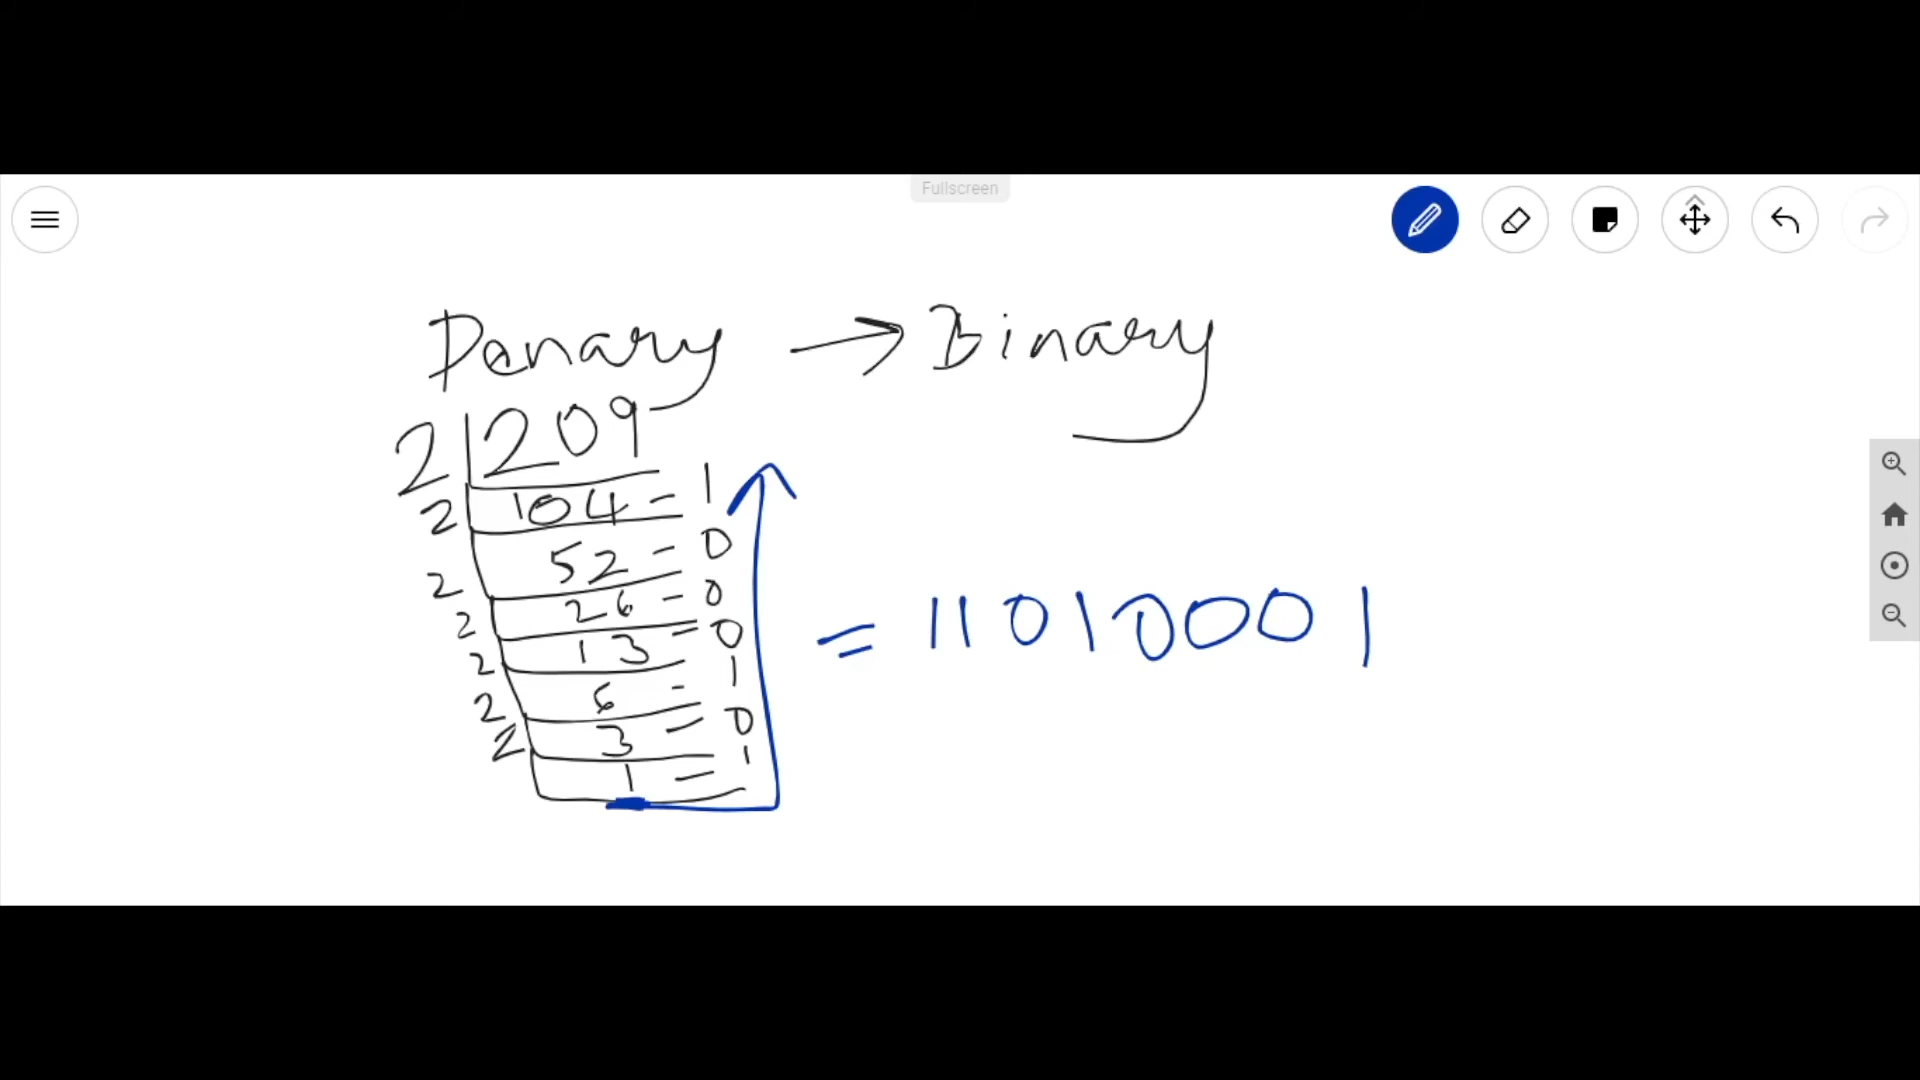 Fullscreen
Denary → Binary
2 | 209
2 | 104 - 1
2 | 52 - 0
2 | 26 - 0
2 | 13 = 0
2 | 6 - 1
2 | 3 = 0
1 = 1
= 11010001